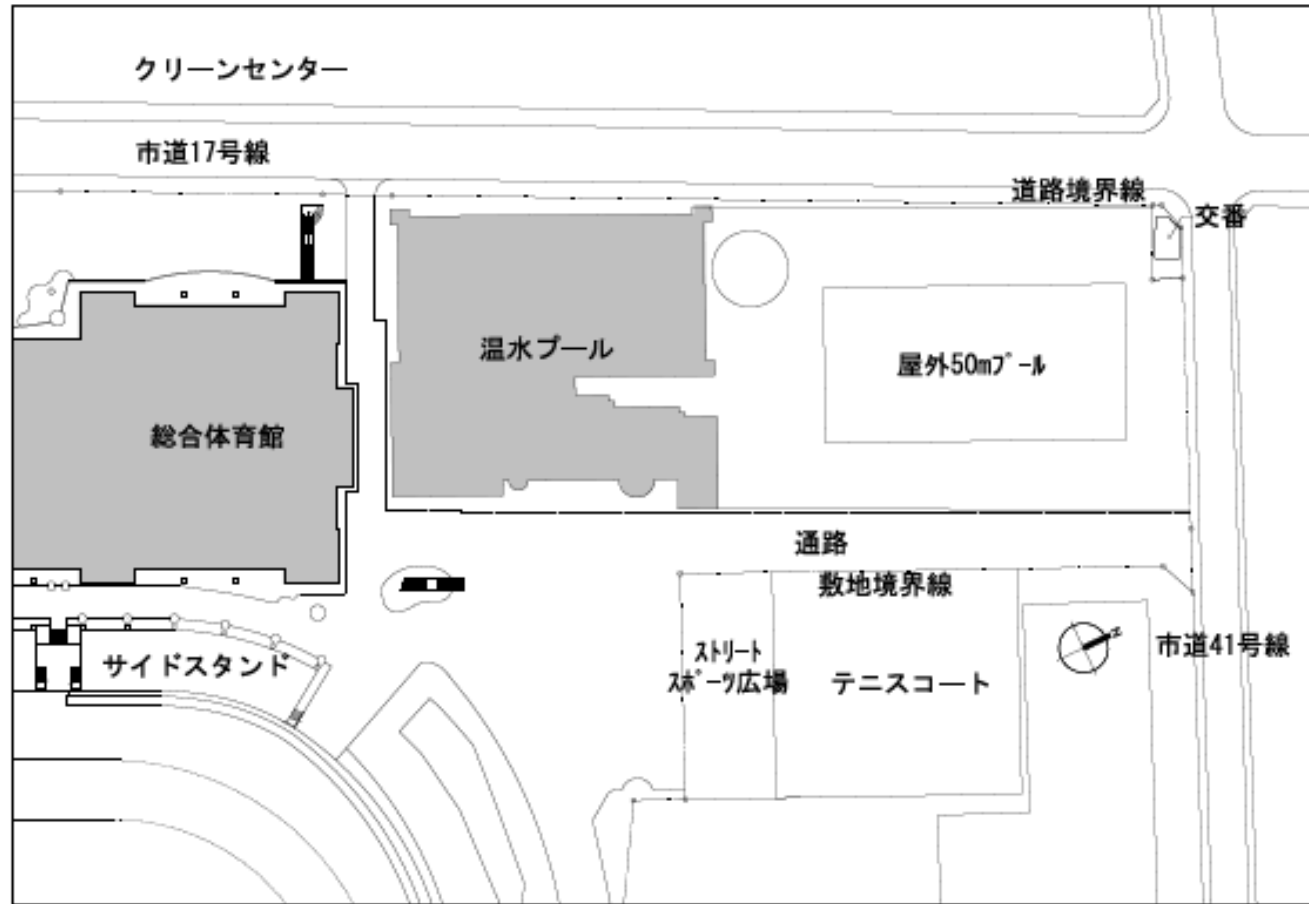 クリーンセンター
市道17号線
道路境界線
交番
温水プール
屋外50mﾌﾟｰﾙ
総合体育館
通路
敷地境界線
N
市道41号線
ｽﾄﾘｰﾄ
ｽﾎﾟｰﾂ広場
テニスコート
サイドスタンド